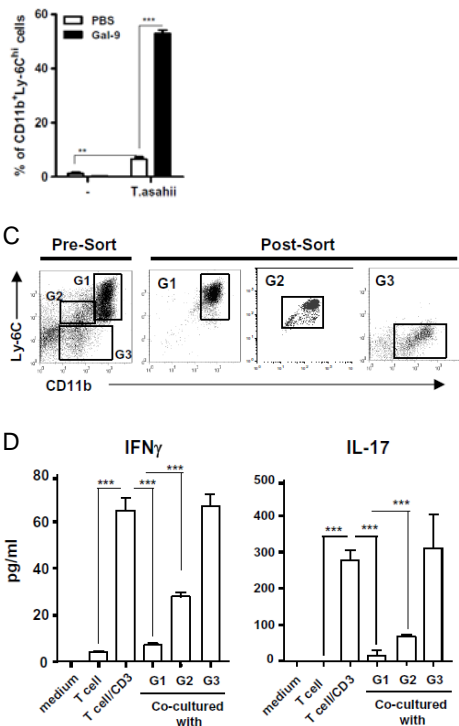 PBS
Gal-9
***
**
% of CD11b+Ly-6Chi cells
60
40
20
0
-
T.asahii
C
Pre-Sort
Post-Sort
G1
G2
G3
G1
G2
G3
Ly-6C
CD11b
D
IFNγ
IL-17
pg/ml
80
60
40
20
0
***
***
***
medium
T cell
T cell/CD3
G1
G2
G3
Co-cultured
with
500
400
300
200
100
0
***
***
***
medium
T cell
T cell/CD3
G1
G2
G3
Co-cultured
with